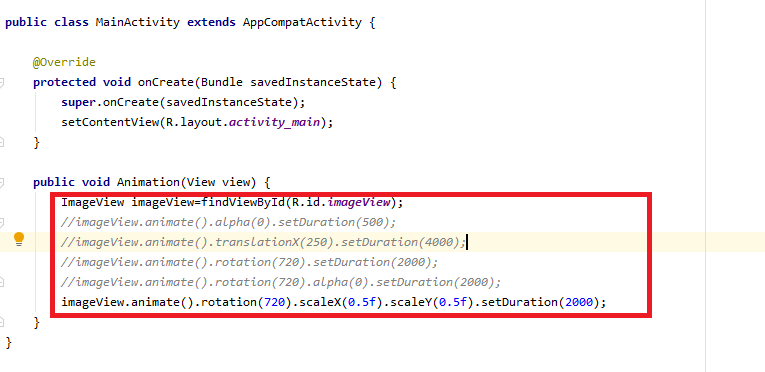 public class MainActivity extends AppCompatActivity {
@Override
protected void onCreate(Bundle savedInstanceState) {
super.onCreate(savedInstanceState);
setContentView(R.layout.activity_main);
}
public void Animation(View view) {
ImageView imageView=findViewById(R.id.imageView);
//imageView.animate().alpha(0).setDuration(500);
//imageView.animate().translationX(250).setDuration(4000);
//imageView.animate().rotation(720).setDuration(2000);
//imageView.animate().rotation(720).alpha(0).setDuration(2000);
imageView.animate().rotation(720).scaleX(0.5f).scaleY(0.5f).setDuration(2000);
}
}